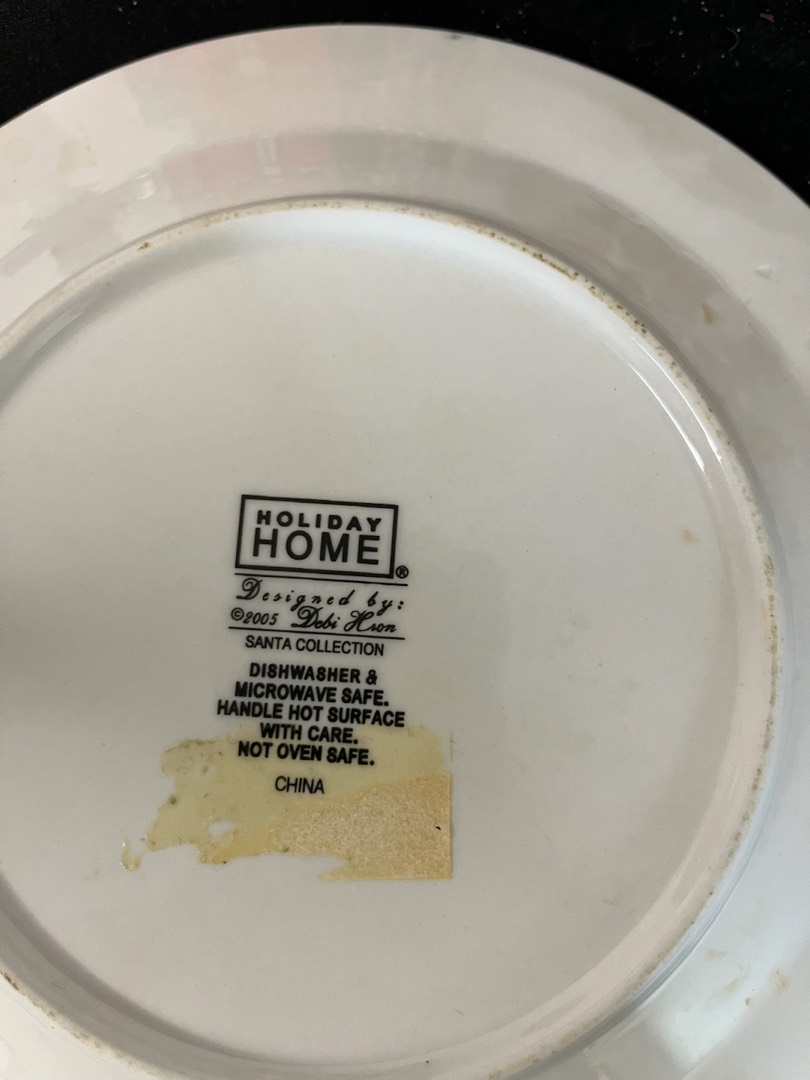 HOLIDAY
HOME®
Designed by:
©2005 Debi Hron
SANTA COLLECTION
DISHWASHER &
MICROWAVE SAFE.
HANDLE HOT SURFACE
WITH CARE.
NOT OVEN SAFE.
CHINA